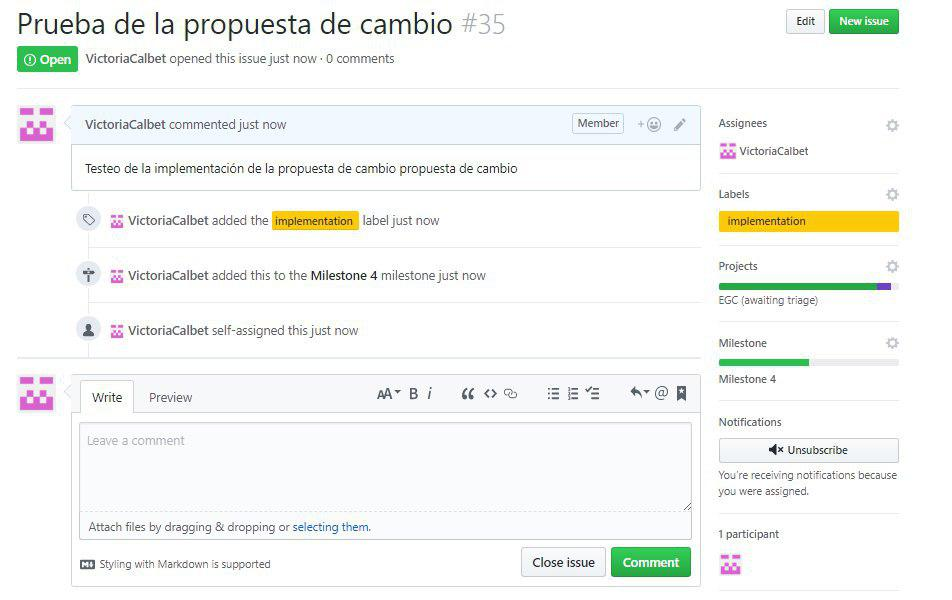 Prueba de la propuesta de cambio #35
Edit
New issue
Open
VictoriaCalbet opened this issue just now · 0 comments
VictoriaCalbet commented just now
Member
Testeo de la implementación de la propuesta de cambio propuesta de cambio
VictoriaCalbet added the implementation label just now
VictoriaCalbet added this to the Milestone 4 milestone just now
VictoriaCalbet self-assigned this just now
Write
Preview
AA
B
i
Leave a comment
Attach files by dragging & dropping or selecting them.
Styling with Markdown is supported
Close issue
Comment
Assignees
VictoriaCalbet
Labels
implementation
Projects
EGC (awaiting triage)
Milestone
Milestone 4
Notifications
Unsubscribe
You're receiving notifications because
you were assigned.
1 participant